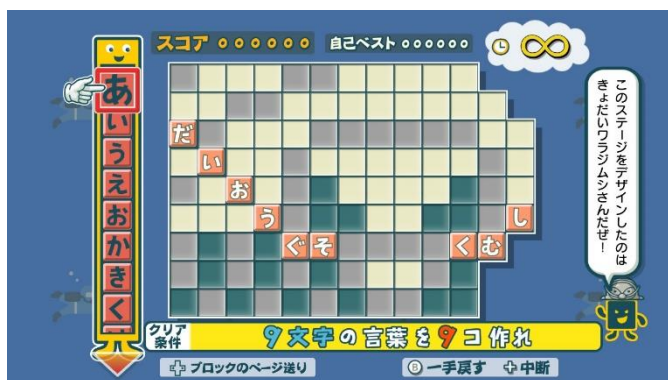 スコア 000000 自己ベスト 000000
∞
あ
い
う
え
お
か
き
く
だ
い
お
う
ぐ そ く む し
このステージをデザインしたのは
きょだいワラジムシさんだぜ!
クリア
条件
9文字の言葉を9コ作れ
ブロックのページ送り
B 一手戻す
中断